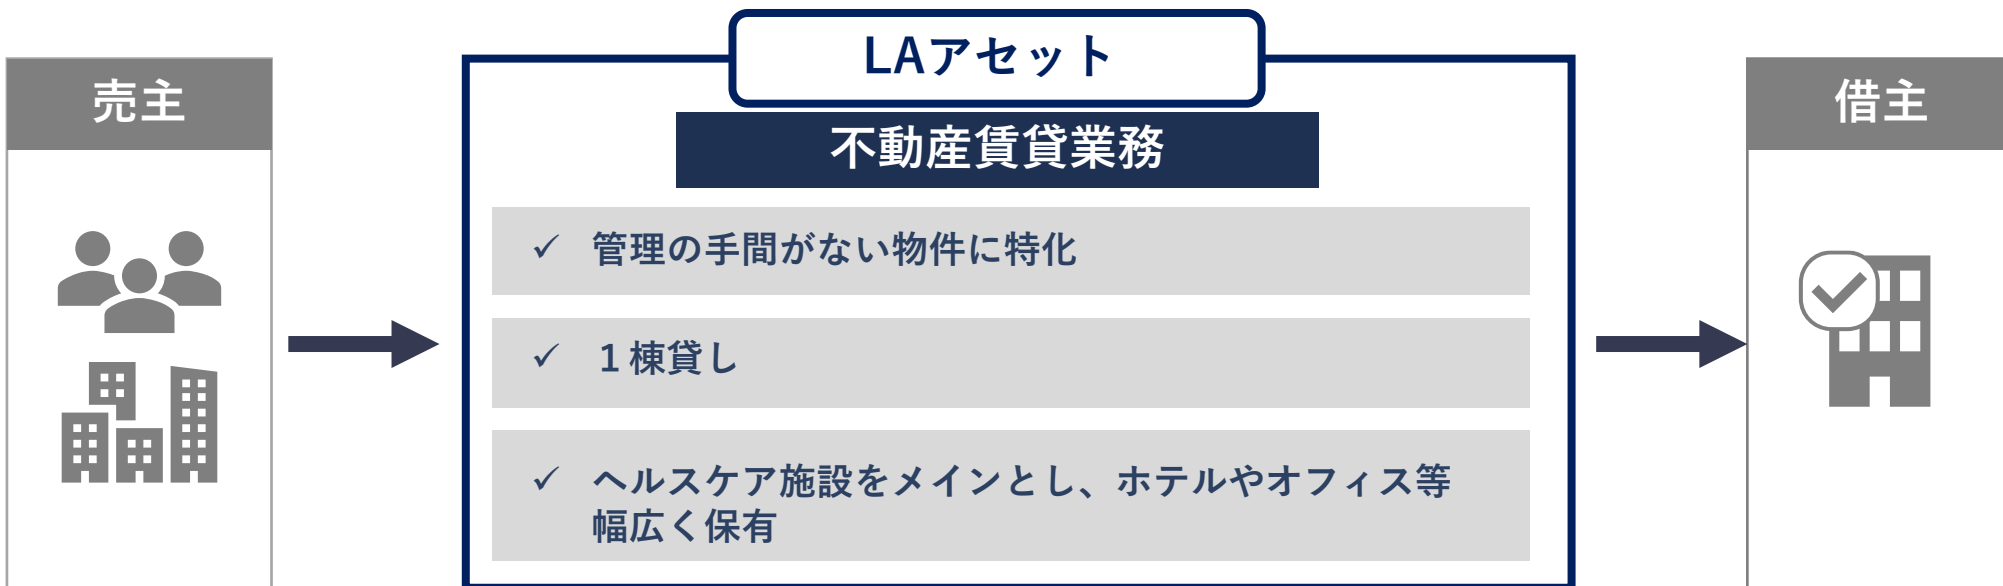 売主
LAアセット
不動産賃貸業務
✓ 管理の手間がない物件に特化
✓ １棟貸し
✓ ヘルスケア施設をメインとし、ホテルやオフィス等
幅広く保有
借主